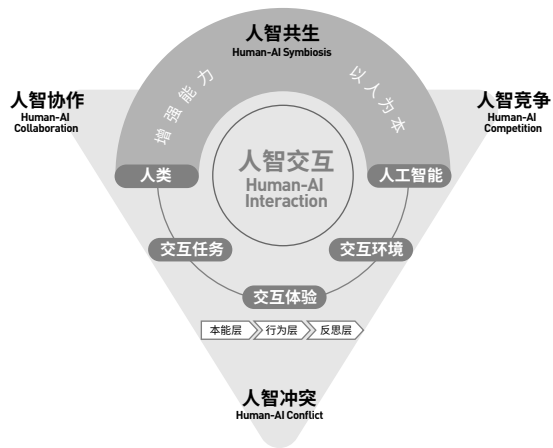 人智共生
Human-AI Symbiosis
增强能力
以人为本
人智协作
Human-AI
Collaboration
人智竞争
Human-AI
Competition
人智交互
Human-AI
Interaction
人类
人工智能
交互任务
交互环境
交互体验
本能层
行为层
反思层
人智冲突
Human-AI Conflict